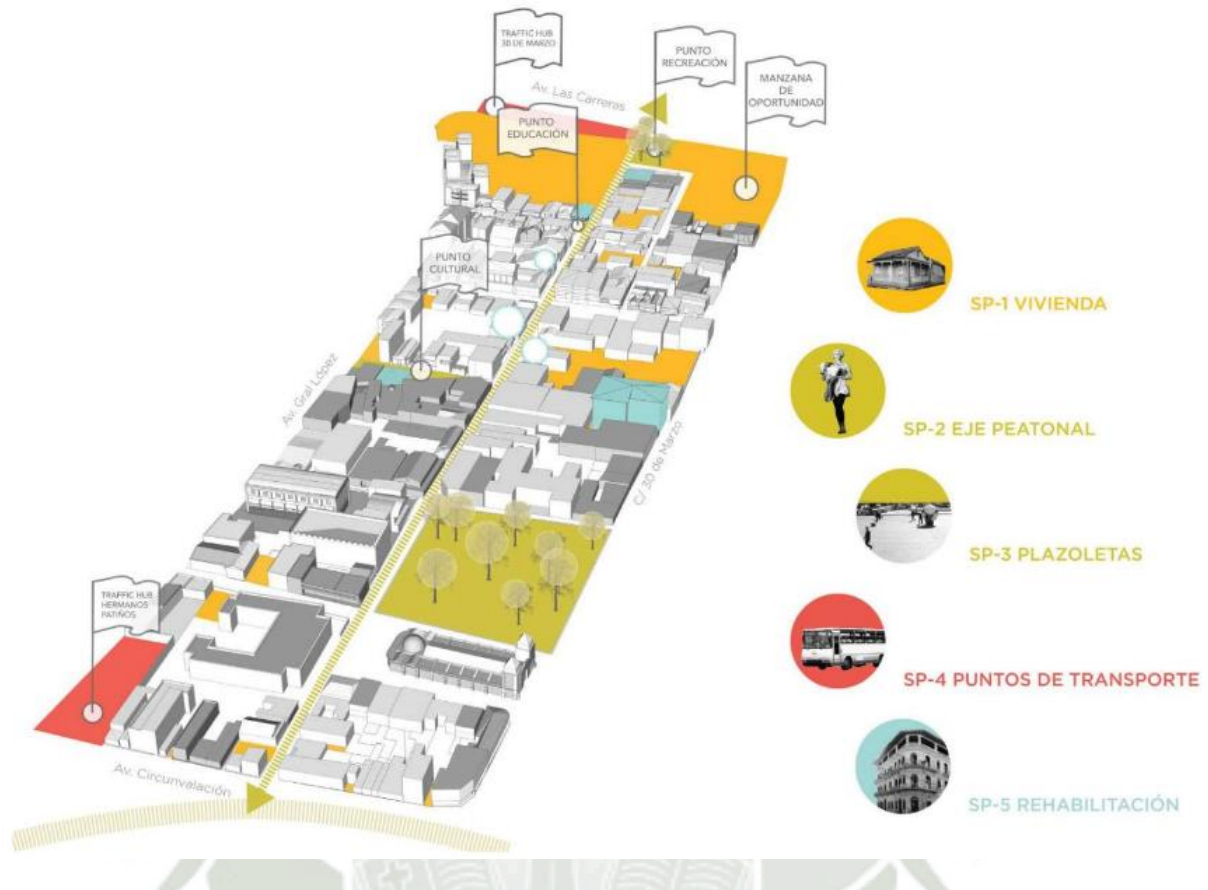 TRAFFIC HUB
30 DE MARZO
PUNTO
RECREACIÓN
MANZANA
DE
OPORTUNIDAD
Av. Las Carreras
PUNTO
EDUCACIÓN
PUNTO
CULTURAL
Av. Gral López
C/ 30 de Marzo
TRAFFIC HUB
HERMANOS
PATIÑOS
Av. Circunvalación
SP-1 VIVIENDA
SP-2 EJE PEATONAL
SP-3 PLAZOLETAS
SP-4 PUNTOS DE TRANSPORTE
SP-5 REHABILITACIÓN